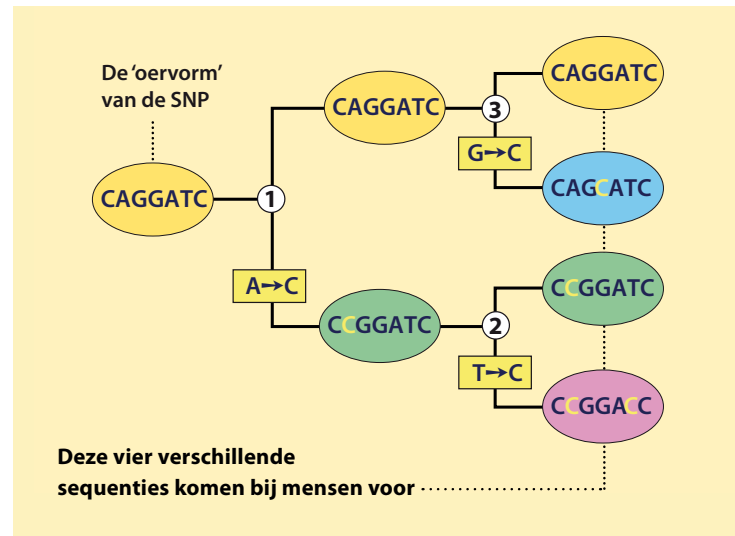 De ‘oervorm’
van de SNP
CAGGATC
1
CAGGATC
3
CAGGATC
G→C
CAGCATC
A→C
CCGGATC
2
CCGGATC
T→C
CCGGACC
Deze vier verschillende
sequenties komen bij mensen voor